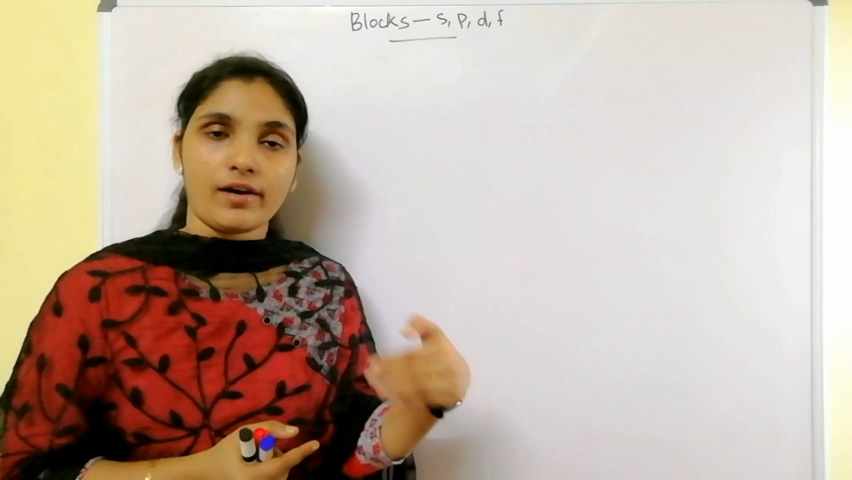 Blocks - s, p, d, f